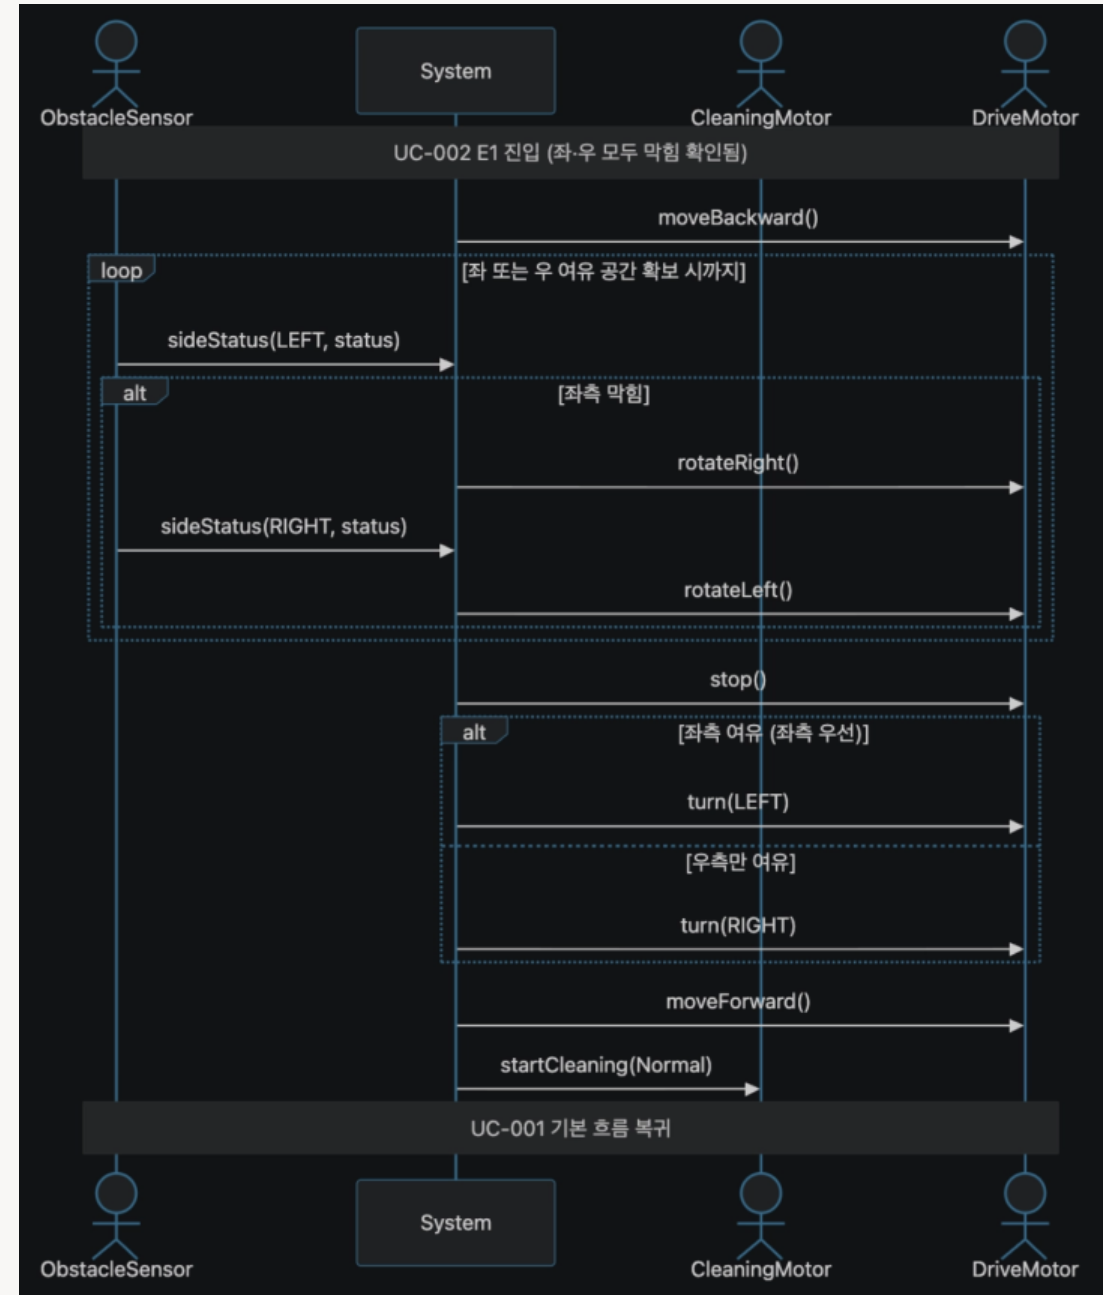 ObstacleSensor
System
CleaningMotor
DriveMotor
UC-002 E1 진입 (좌·우 모두 막힘 확인됨)
moveBackward()
loop
[좌 또는 우 여유 공간 확보 시까지]
sideStatus(LEFT, status)
alt
[좌측 막힘]
rotateRight()
sideStatus(RIGHT, status)
rotateLeft()
stop()
alt
[좌측 여유 (좌측 우선)]
turn(LEFT)
[우측만 여유]
turn(RIGHT)
moveForward()
startCleaning(Normal)
UC-001 기본 흐름 복귀
ObstacleSensor
System
CleaningMotor
DriveMotor